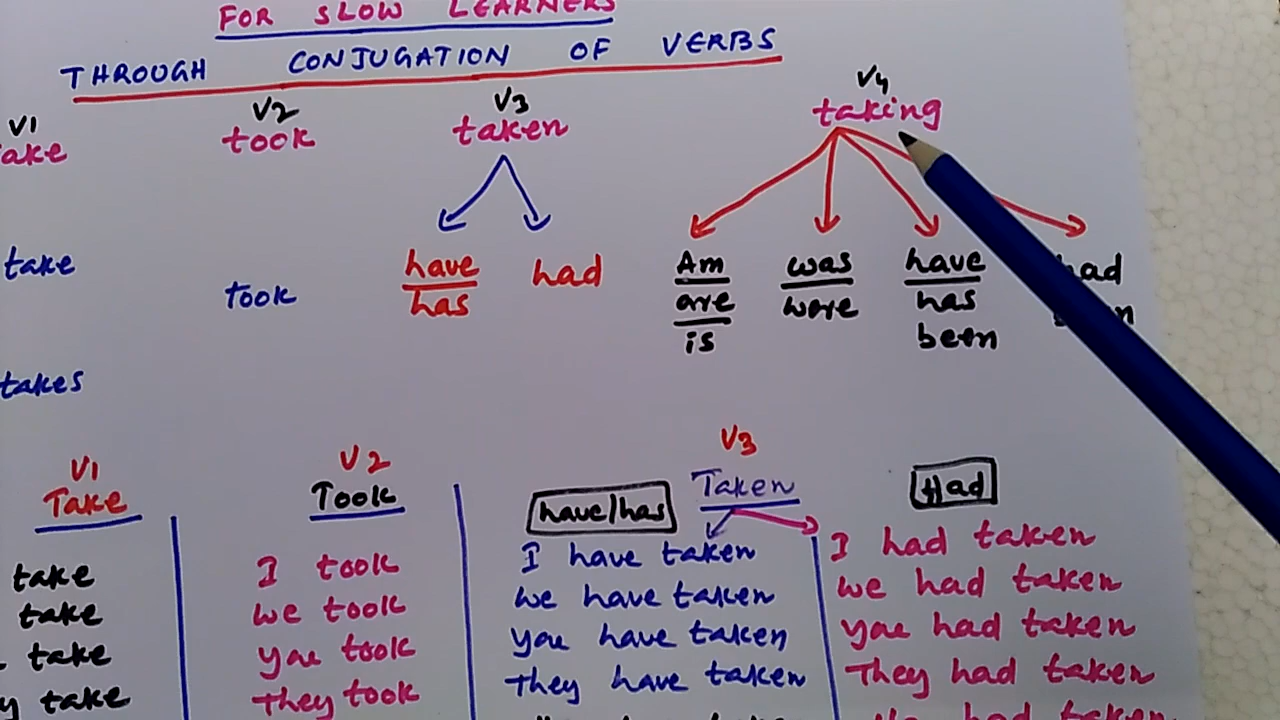 FOR SLOW LEARNERS
THROUGH CONJUGATION OF VERBS
V1 V2 V3 V4
take took taken taking
take took have had Am was have had
has are were has
is been
takes
V1 V2 V3
Take Took have/has Taken Had
take I took I have taken I had taken
take we took we have taken we had taken
take you took you have taken you had taken
take They took They have taken They had taken
had taken